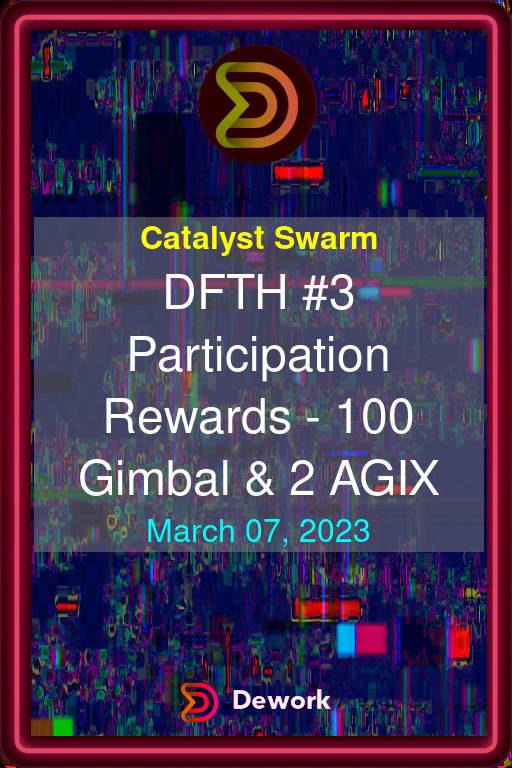 Catalyst Swarm
DFTH #3
Participation
Rewards - 100
Gimbal & 2 AGIX
March 07, 2023
Dework